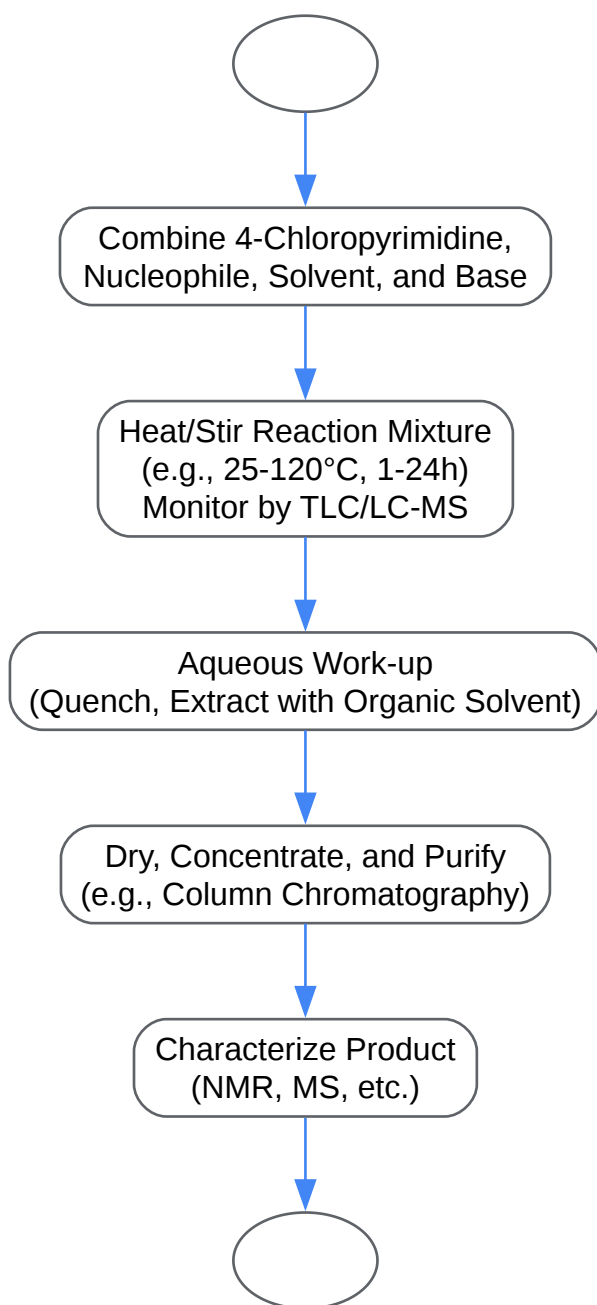 Combine 4-Chloropyrimidine,
Nucleophile, Solvent, and Base
Heat/Stir Reaction Mixture
(e.g., 25-120°C, 1-24h)
Monitor by TLC/LC-MS
Aqueous Work-up
(Quench, Extract with Organic Solvent)
Dry, Concentrate, and Purify
(e.g., Column Chromatography)
Characterize Product
(NMR, MS, etc.)